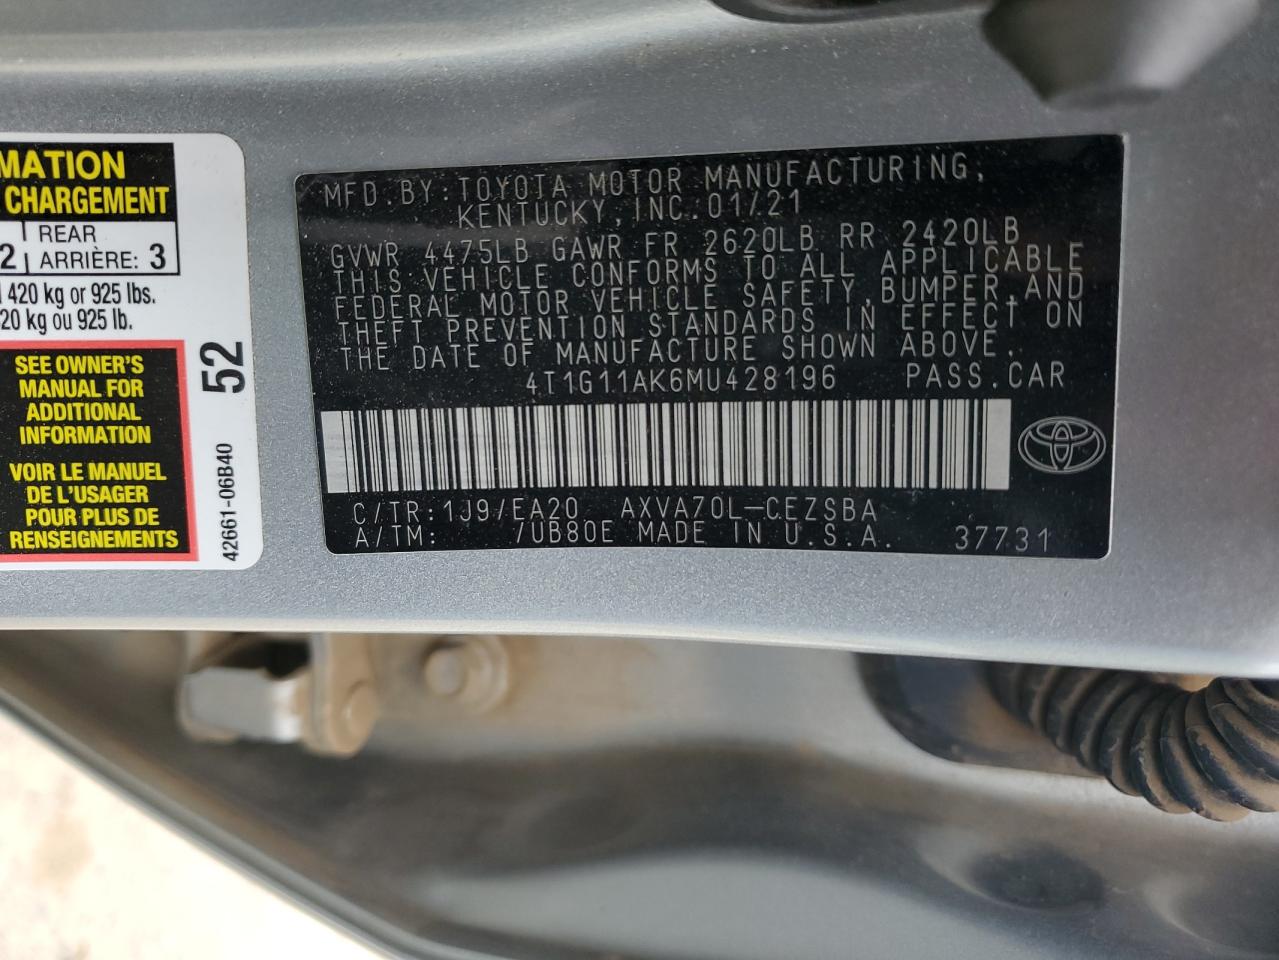 MATION
CHARGEMENT
2 REAR
ARRIÈRE: 3
420 kg or 925 lbs.
20 kg ou 925 lb.
SEE OWNER'S
MANUAL FOR
ADDITIONAL
INFORMATION
VOIR LE MANUEL
DE L'USAGER
POUR PLUS DE
RENSEIGNEMENTS
52
42661-06B40
MFD.BY:TOYOTA MOTOR MANUFACTURING,
KENTUCKY,INC.01/21
GVWR 4475LB GAWR FR 2620LB RR 2420LB
THIS VEHICLE CONFORMS TO ALL APPLICABLE
FEDERAL MOTOR VEHICLE SAFETY,BUMPER,AND
THEFT PREVENTION STANDARDS IN EFFECT ON
THE DATE OF MANUFACTURE SHOWN ABOVE.
4T1G11AK6MU428196 PASS.CAR
C/TR:1J9/EA20 AXVA70L-CEZSBA
A/TM: 7UB80E MADE IN U.S.A. 37731